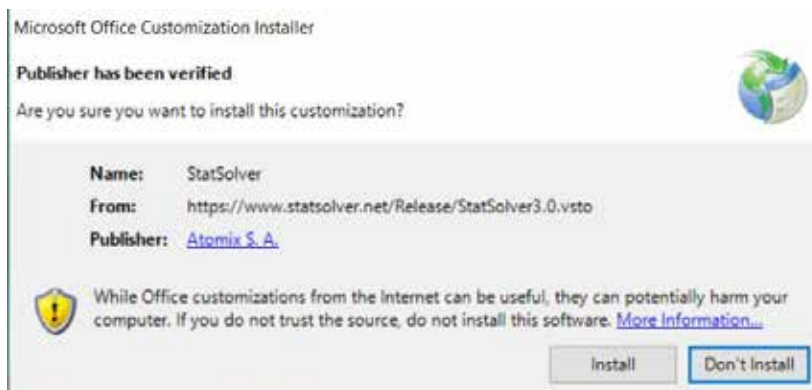 Microsoft Office Customization Installer
Publisher has been verified
Are you sure you want to install this customization?
Name: StatSolver
From: https://www.statsolver.net/Release/StatSolver3.0.vsto
Publisher: Atomix S. A.
While Office customizations from the Internet can be useful, they can potentially harm your
computer. If you do not trust the source, do not install this software. More Information...
Install Don't Install